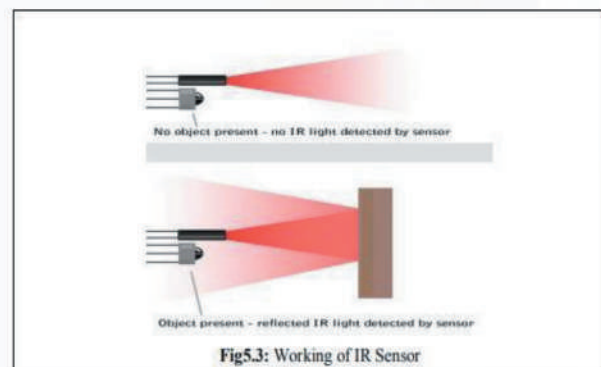 No object present – no IR light detected by sensor
Object present – reflected IR light detected by sensor
Fig5.3: Working of IR Sensor